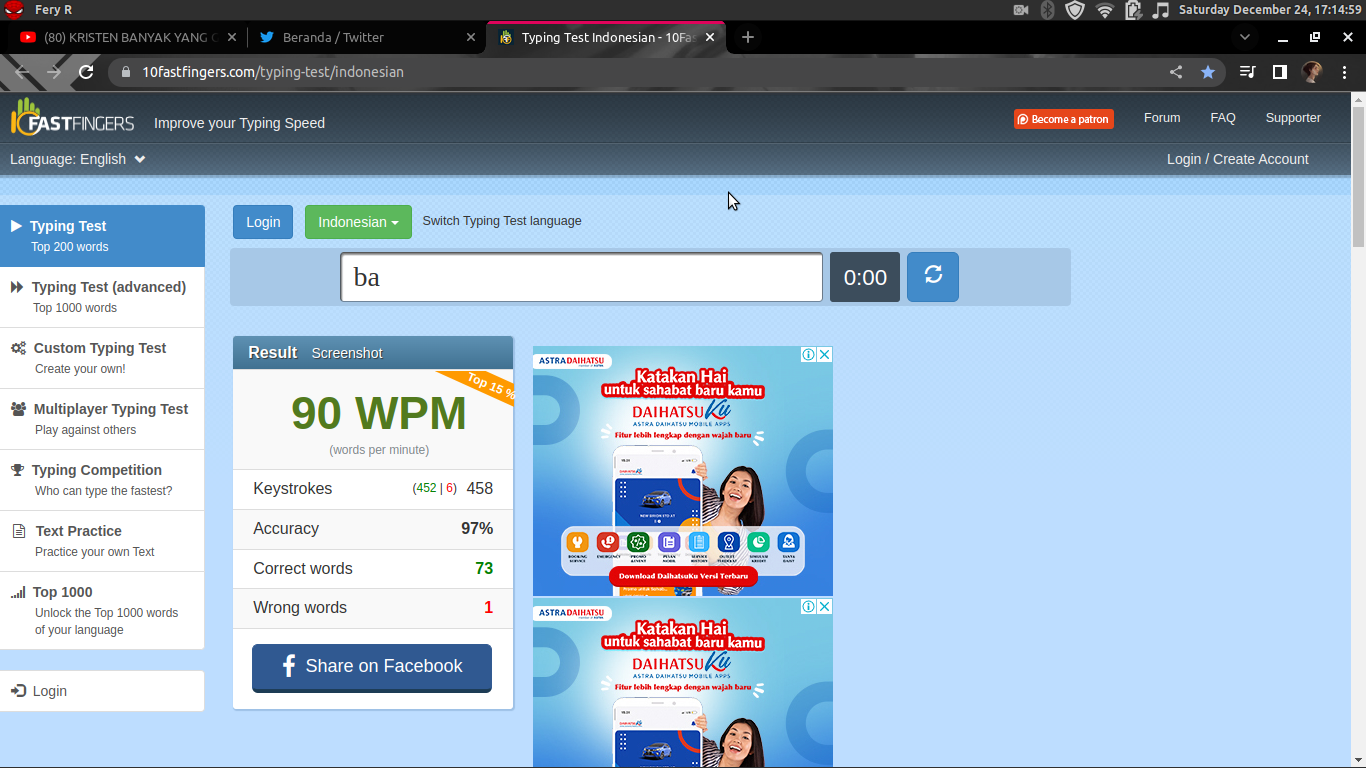 Fery R
Saturday December 24, 17:14:59
(80) KRISTEN BANYAK YANG
Beranda / Twitter
Typing Test Indonesian - 10Fas
10fastfingers.com/typing-test/indonesian
10FASTFINGERS
Improve your Typing Speed
Become a patron
Forum
FAQ
Supporter
Language: English
Login / Create Account
Typing Test
Top 200 words
Typing Test (advanced)
Top 1000 words
Custom Typing Test
Create your own!
Multiplayer Typing Test
Play against others
Typing Competition
Who can type the fastest?
Text Practice
Practice your own Text
Top 1000
Unlock the Top 1000 words
of your language
Login
Login
Indonesian
Switch Typing Test language
ba
0:00
Result
Screenshot
Top 15 %
90 WPM
(words per minute)
Keystrokes
(452 | 6) 458
Accuracy
97%
Correct words
73
Wrong words
1
Share on Facebook
ASTRA DAIHATSU
Katakan Hai
untuk sahabat baru kamu
DAIHATSUKu
ASTRA DAIHATSU MOBILE APPS
Fitur lebih lengkap dengan wajah baru
BOOKING
SERVICE
EMERGENCY
Download DaihatsuKu Versi Terbaru
ASTRA DAIHATSU
Katakan Hai
untuk sahabat baru kamu
DAIHATSUKu
ASTRA DAIHATSU MOBILE APPS
Fitur lebih lengkap dengan wajah baru